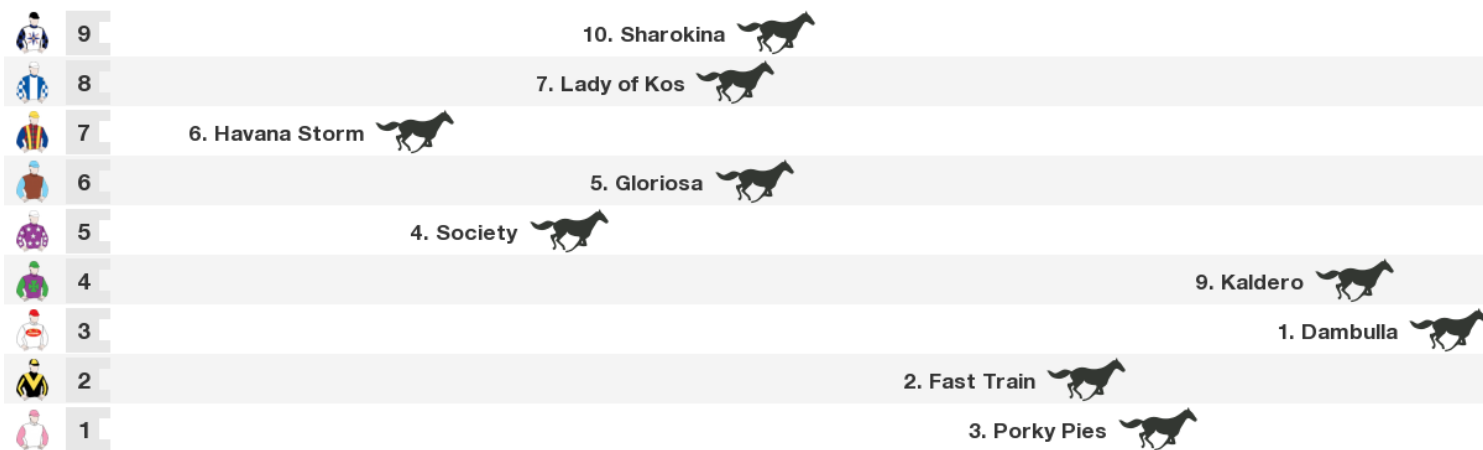 9 10. Sharokina
8 7. Lady of Kos
7 6. Havana Storm
6 5. Gloriosa
5 4. Society
4 9. Kaldero
3 1. Dambulla
2 2. Fast Train
1 3. Porky Pies